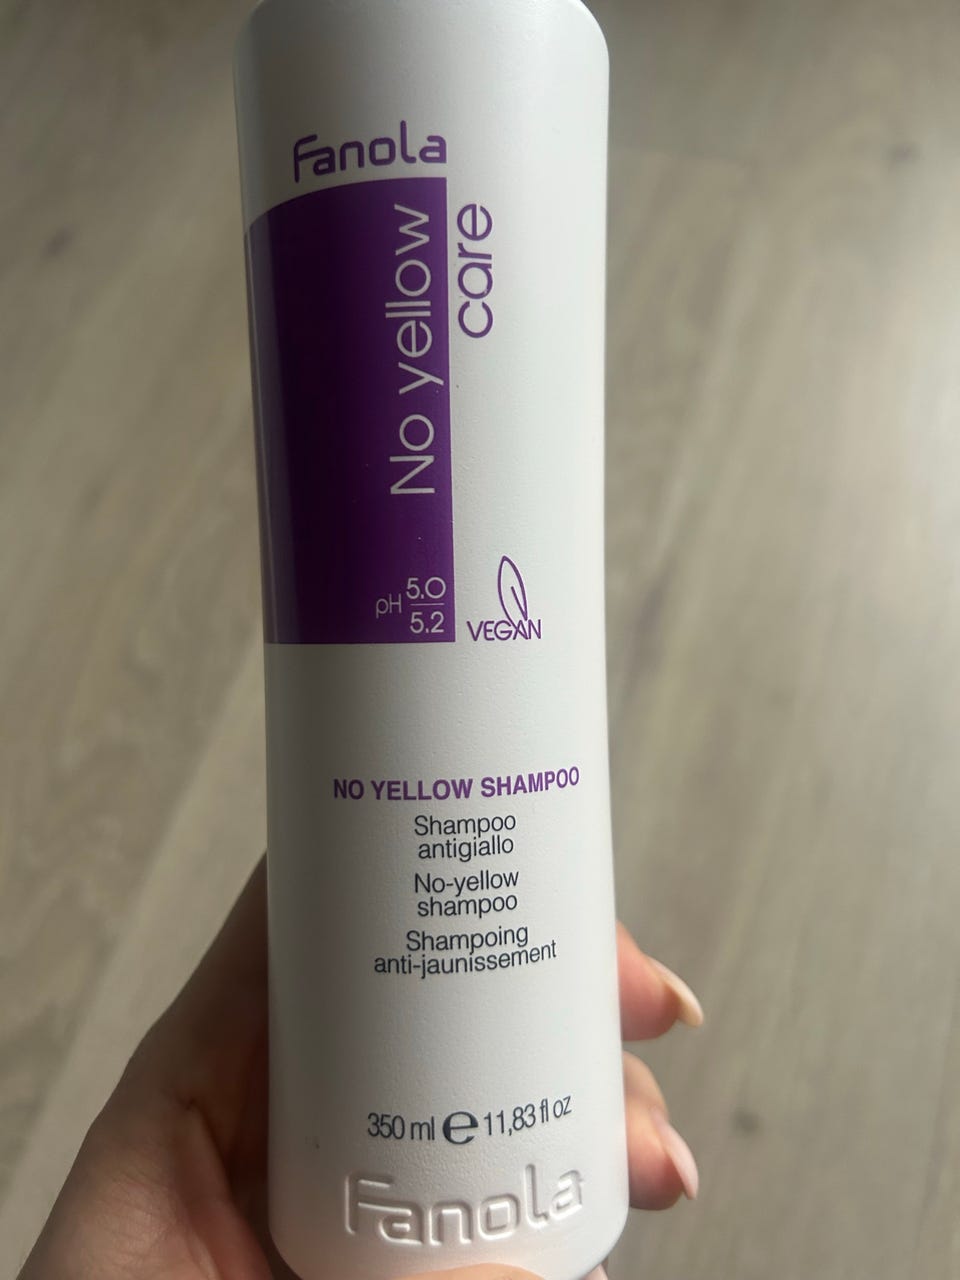 Fanola
No yellow
care
pH 5.0
5.2
VEGAN
NO YELLOW SHAMPOO
Shampoo
antigiallo
No-yellow
shampoo
Shampoing
anti-jaunissement
350 ml e 11,83 fl oz
Fanola